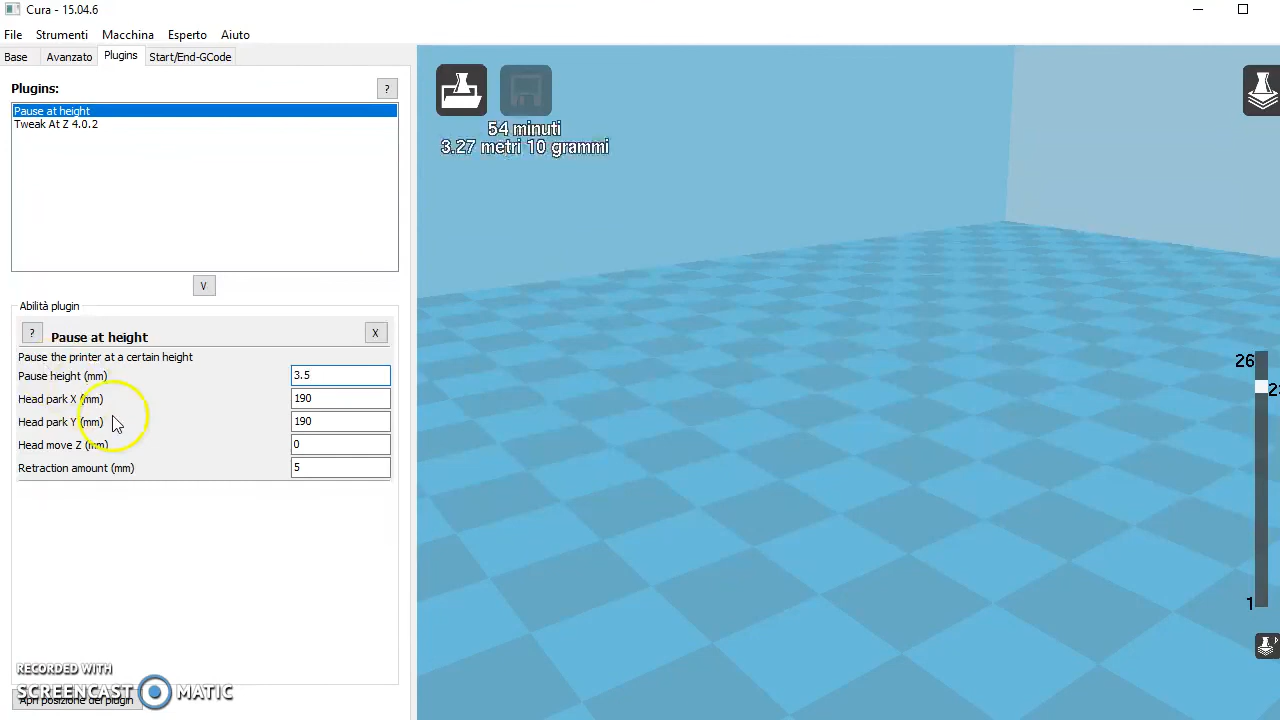 Cura - 15.04.6
File Strumenti Macchina Esperto Aiuto
Base Avanzato Plugins Start/End-GCode
Plugins: ?
Pause at height
Tweak At Z 4.0.2
V
Abilità plugin
? Pause at height X
Pause the printer at a certain height
Pause height (mm) 3.5
Head park X (mm) 190
Head park Y (mm) 190
Head move Z (mm) 0
Retraction amount (mm) 5
54 minuti
3.27 metri 10 grammi
26
1
RECORDED WITH
SCREENCAST MATIC
Apri posizione dei plugin